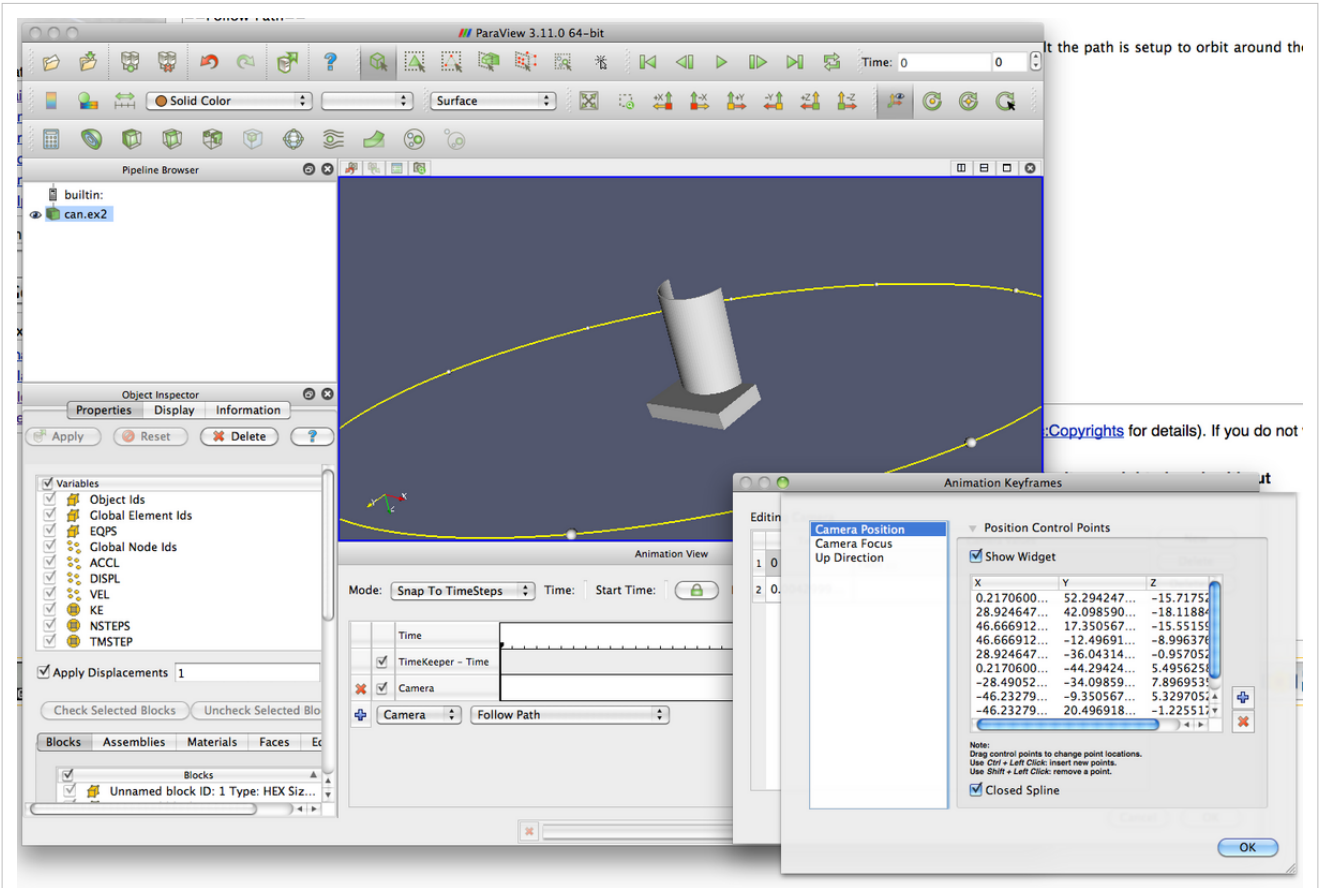 ParaView 3.11.0 64-bit
lt the path is setup to orbit around the
Time: 0 0
Solid Color Surface
+X -X +Y -Y +Z -Z
Pipeline Browser
builtin:
can.ex2
Object Inspector
Properties Display Information
Apply Reset Delete ?
Variables
Object Ids
Global Element Ids
EQPS
Global Node Ids
ACCL
DISPL
VEL
KE
NSTEPS
TMSTEP
Apply Displacements 1
Check Selected Blocks Uncheck Selected Blo
Blocks Assemblies Materials Faces Ed
Blocks
Unnamed block ID: 1 Type: HEX Siz...
Animation View
Mode: Snap To TimeSteps Time: Start Time:
Time
TimeKeeper - Time
Camera
Camera Follow Path
:Copyrights for details). If you do not
Animation Keyframes
Editin
1 0
2 0.
Camera Position
Camera Focus
Up Direction
Position Control Points
Show Widget
X Y Z
0.2170600... 52.294247... -15.71752
28.924647... 42.098590... -18.11884
46.666912... 17.350567... -15.55159
46.666912... -12.49691... -8.996376
28.924647... -36.04314... -0.957052
0.2170600... -44.29424... 5.4956258
-28.49052... -34.09859... 7.8969535
-46.23279... -9.350567... 5.3297052
-46.23279... 20.496918... -1.225517
Note:
Drag control points to change point locations.
Use Ctrl + Left Click: insert new points.
Use Shift + Left Click: remove a point.
Closed Spline
OK